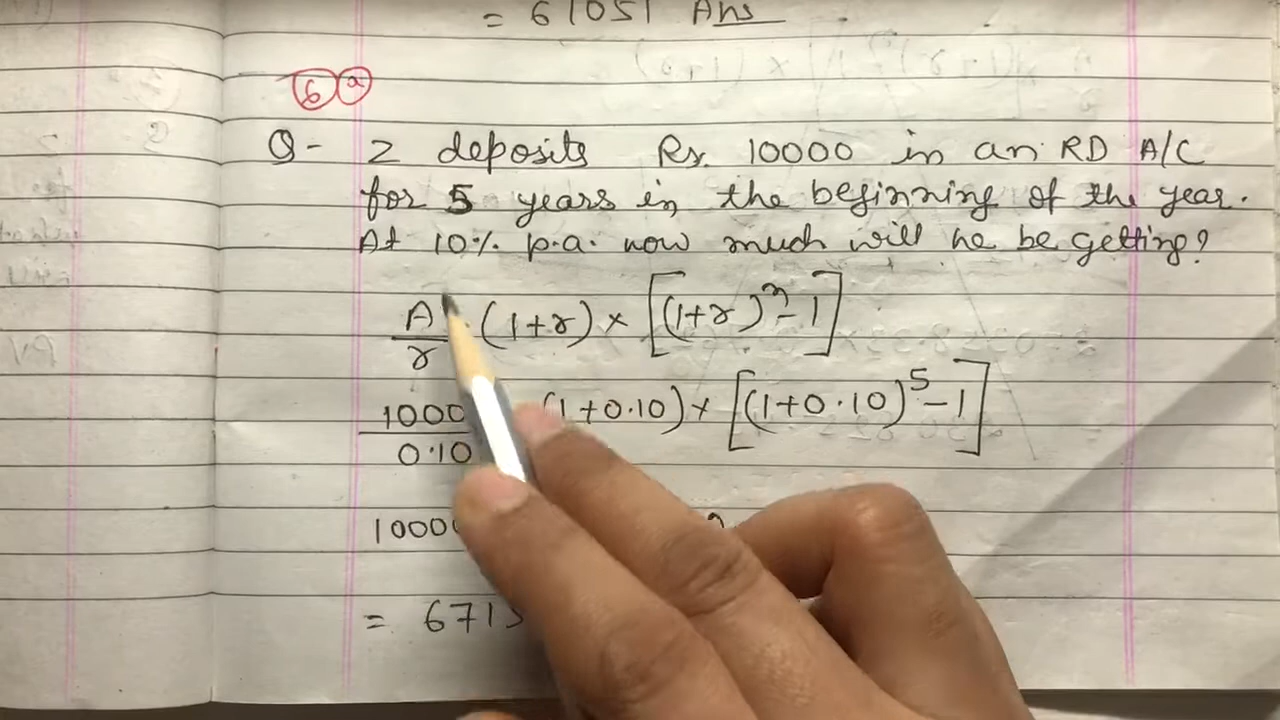 = 61051 Ans
6 a
Q- Z deposits Rs. 10000 in an RD A/C
for 5 years in the beginning of the year.
At 10% p.a. how much will he be getting?
A/r (1+r) × [(1+r)^n - 1]
1000 / 0.10 (1+0.10) × [(1+0.10)^5 - 1]
1000
= 671